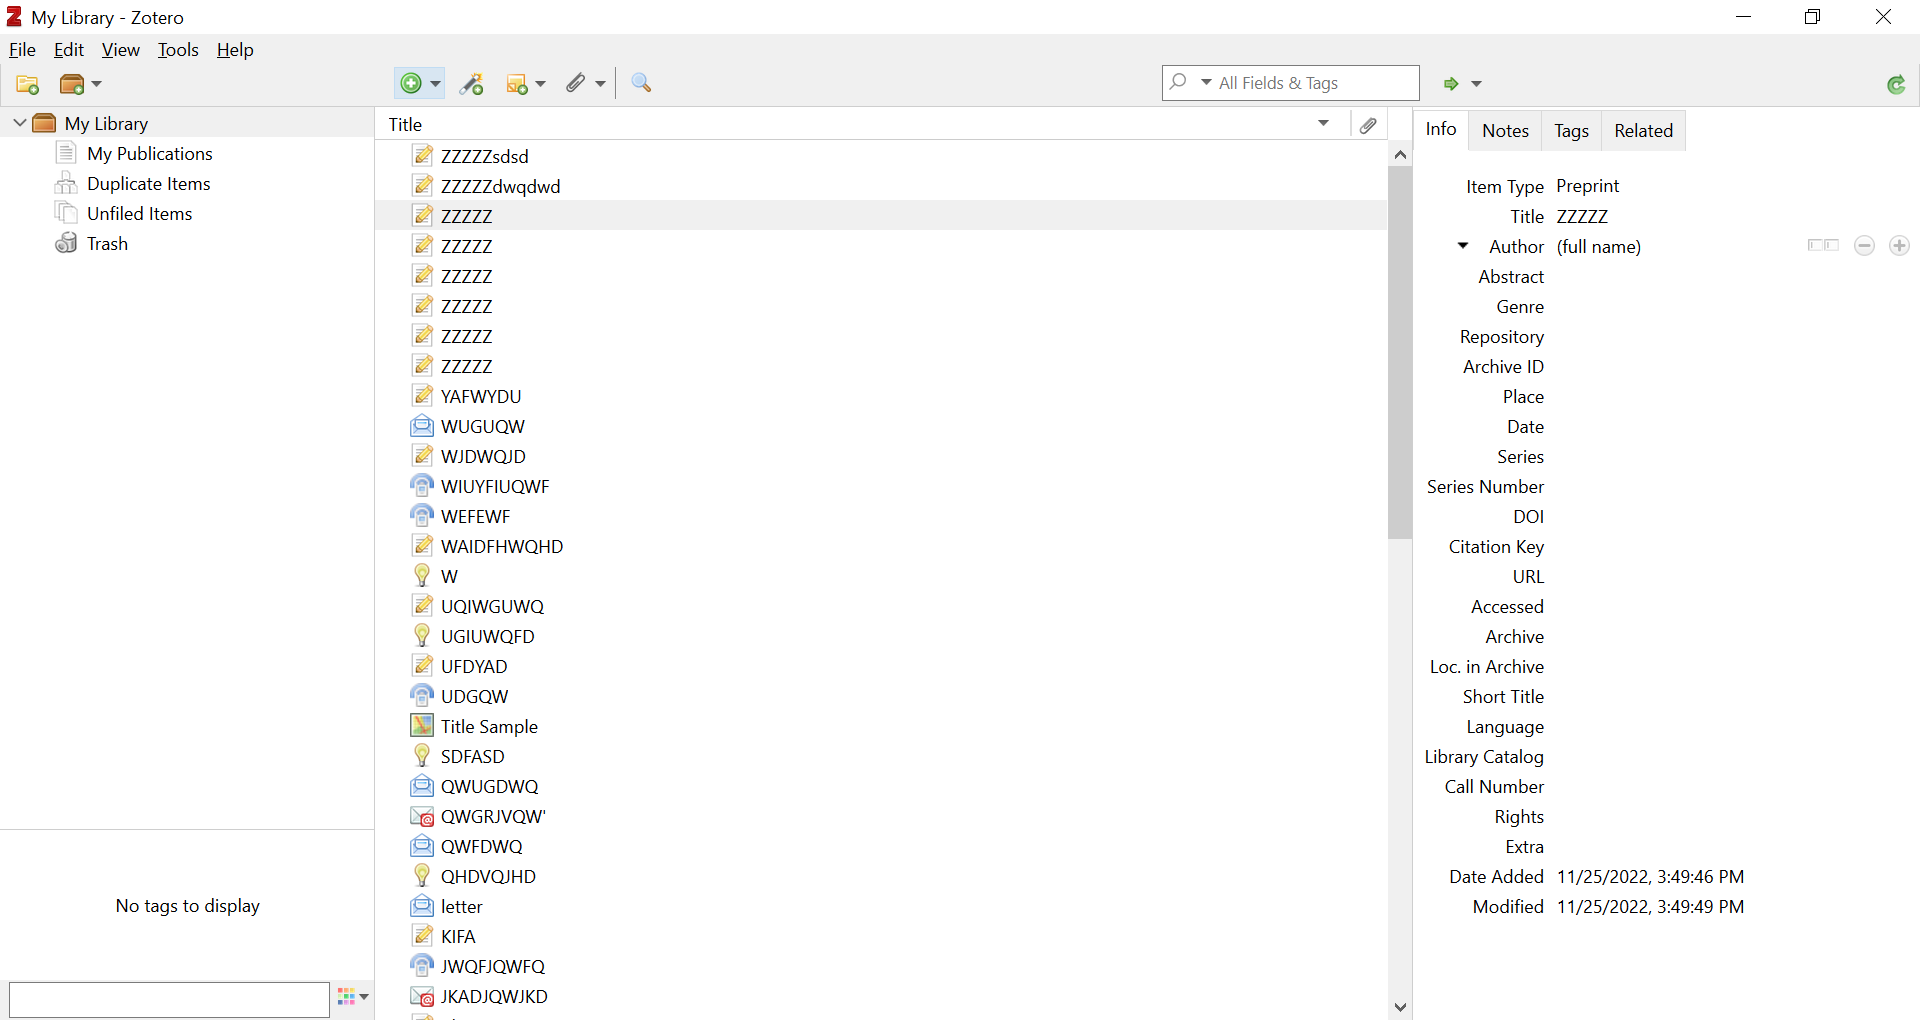 My Library - Zotero
File Edit View Tools Help
All Fields & Tags
My Library
My Publications
Duplicate Items
Unfiled Items
Trash
No tags to display
Title
ZZZZZsdsd
ZZZZZdwqdwd
ZZZZZ
ZZZZZ
ZZZZZ
ZZZZZ
ZZZZZ
ZZZZZ
YAFWYDU
WUGUQW
WJDWQJD
WIUYFIUQWF
WEFEWF
WAIDFHWQHD
W
UQIWGUWQ
UGIUWQFD
UFDYAD
UDGQW
Title Sample
SDFASD
QWUGDWQ
QWGRJVQW'
QWFDWQ
QHDVQJHD
letter
KIFA
JWQFJQWFQ
JKADJQWJKD
Info Notes Tags Related
Item Type Preprint
Title ZZZZZ
Author (full name)
Abstract
Genre
Repository
Archive ID
Place
Date
Series
Series Number
DOI
Citation Key
URL
Accessed
Archive
Loc. in Archive
Short Title
Language
Library Catalog
Call Number
Rights
Extra
Date Added 11/25/2022, 3:49:46 PM
Modified 11/25/2022, 3:49:49 PM